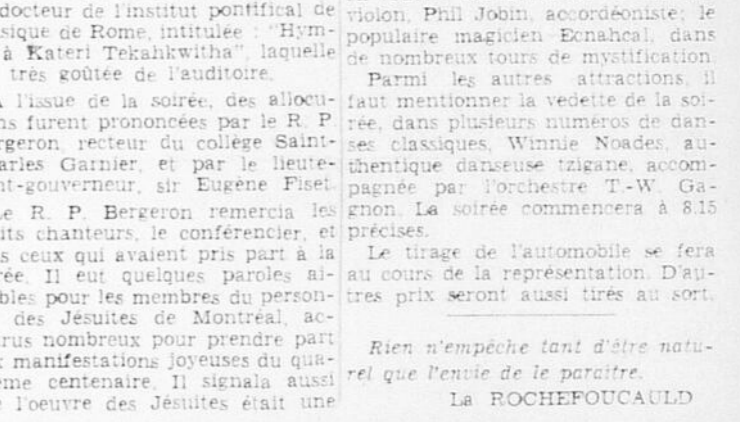 docteur de l'institut pontifical de
sique de Rome, intitulée : "Hym-
à Kateri Tekahkwitha", laquelle
très goûtée de l'auditoire.
A l'issue de la soirée, des allocu-
ns furent prononcées par le R. P.
rgeron, recteur du collège Saint-
arles Garnier, et par le lieute-
nt-gouverneur, sir Eugène Fiset.
Le R. P. Bergeron remercia les
its chanteurs, le conférencier, et
s ceux qui avaient pris part à la
rée. Il eut quelques paroles ai-
bles pour les membres du person-
des Jésuites de Montréal, ac-
rus nombreux pour prendre part
x manifestations joyeuses du qua-
ème centenaire. Il signala aussi
e l'oeuvre des Jésuites était une
violon, Phil Jobin, accordéoniste; le
populaire magicien Ecnahcal, dans
de nombreux tours de mystification.
Parmi les autres attractions, il
faut mentionner la vedette de la soi-
rée, dans plusieurs numéros de dan-
ses classiques, Winnie Noades, au-
thentique danseuse tzigane, accom-
pagnée par l'orchestre T.-W. Ga-
gnon. La soirée commencera à 8.15
précises.
Le tirage de l'automobile se fera
au cours de la représentation. D'au-
tres prix seront aussi tirés au sort.
Rien n'empêche tant d'être natu-
rel que l'envie de le paraitre.
La ROCHEFOUCAULD